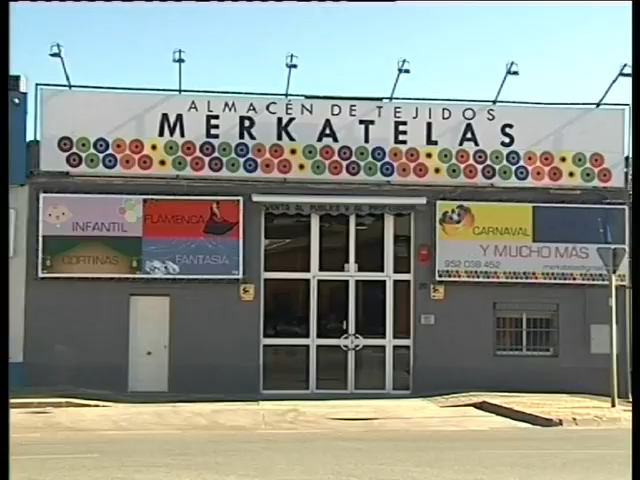 ALMACÉN DE TEJIDOS
MERKATELAS
VENTA AL PUBLICO Y AL PROFESIONAL
INFANTIL
FLAMENCA
CORTINAS
FANTASIA
CARNAVAL
Y MUCHO MÁS
952 038 452